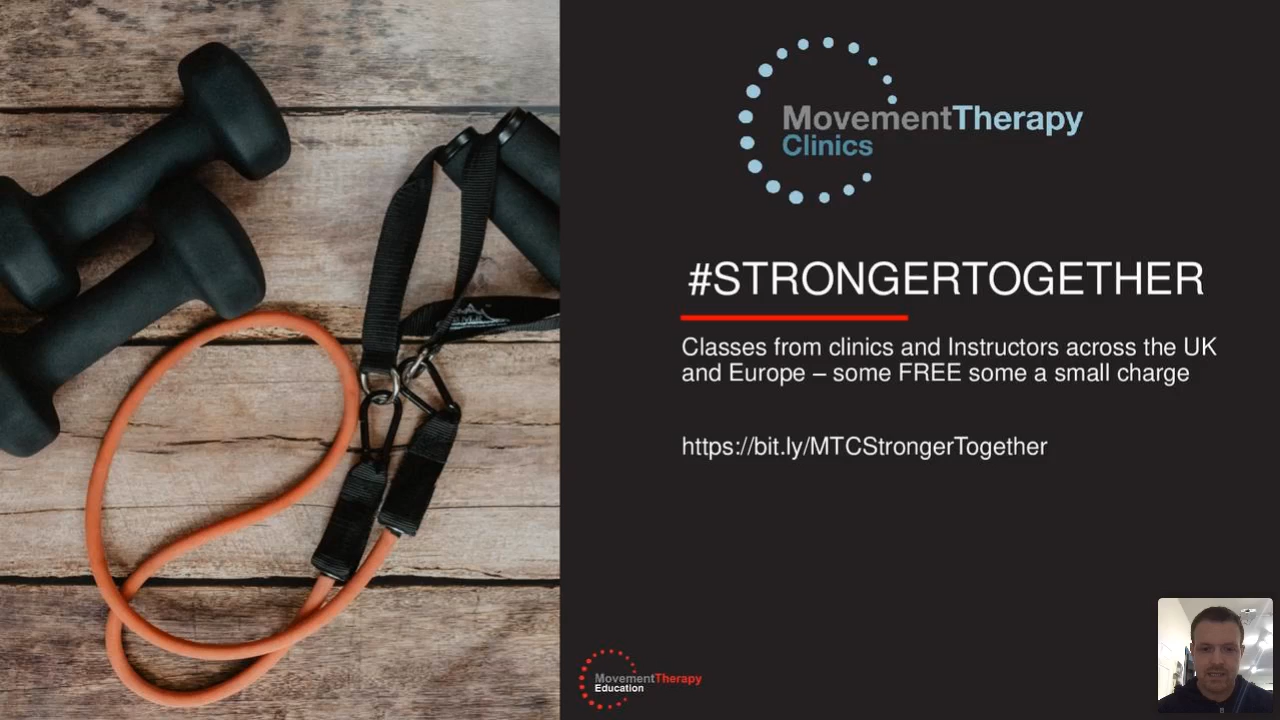 MovementTherapy
Clinics
#STRONGERTOGETHER
Classes from clinics and Instructors across the UK
and Europe – some FREE some a small charge
https://bit.ly/MTCStrongerTogether
MovementTherapy
Education